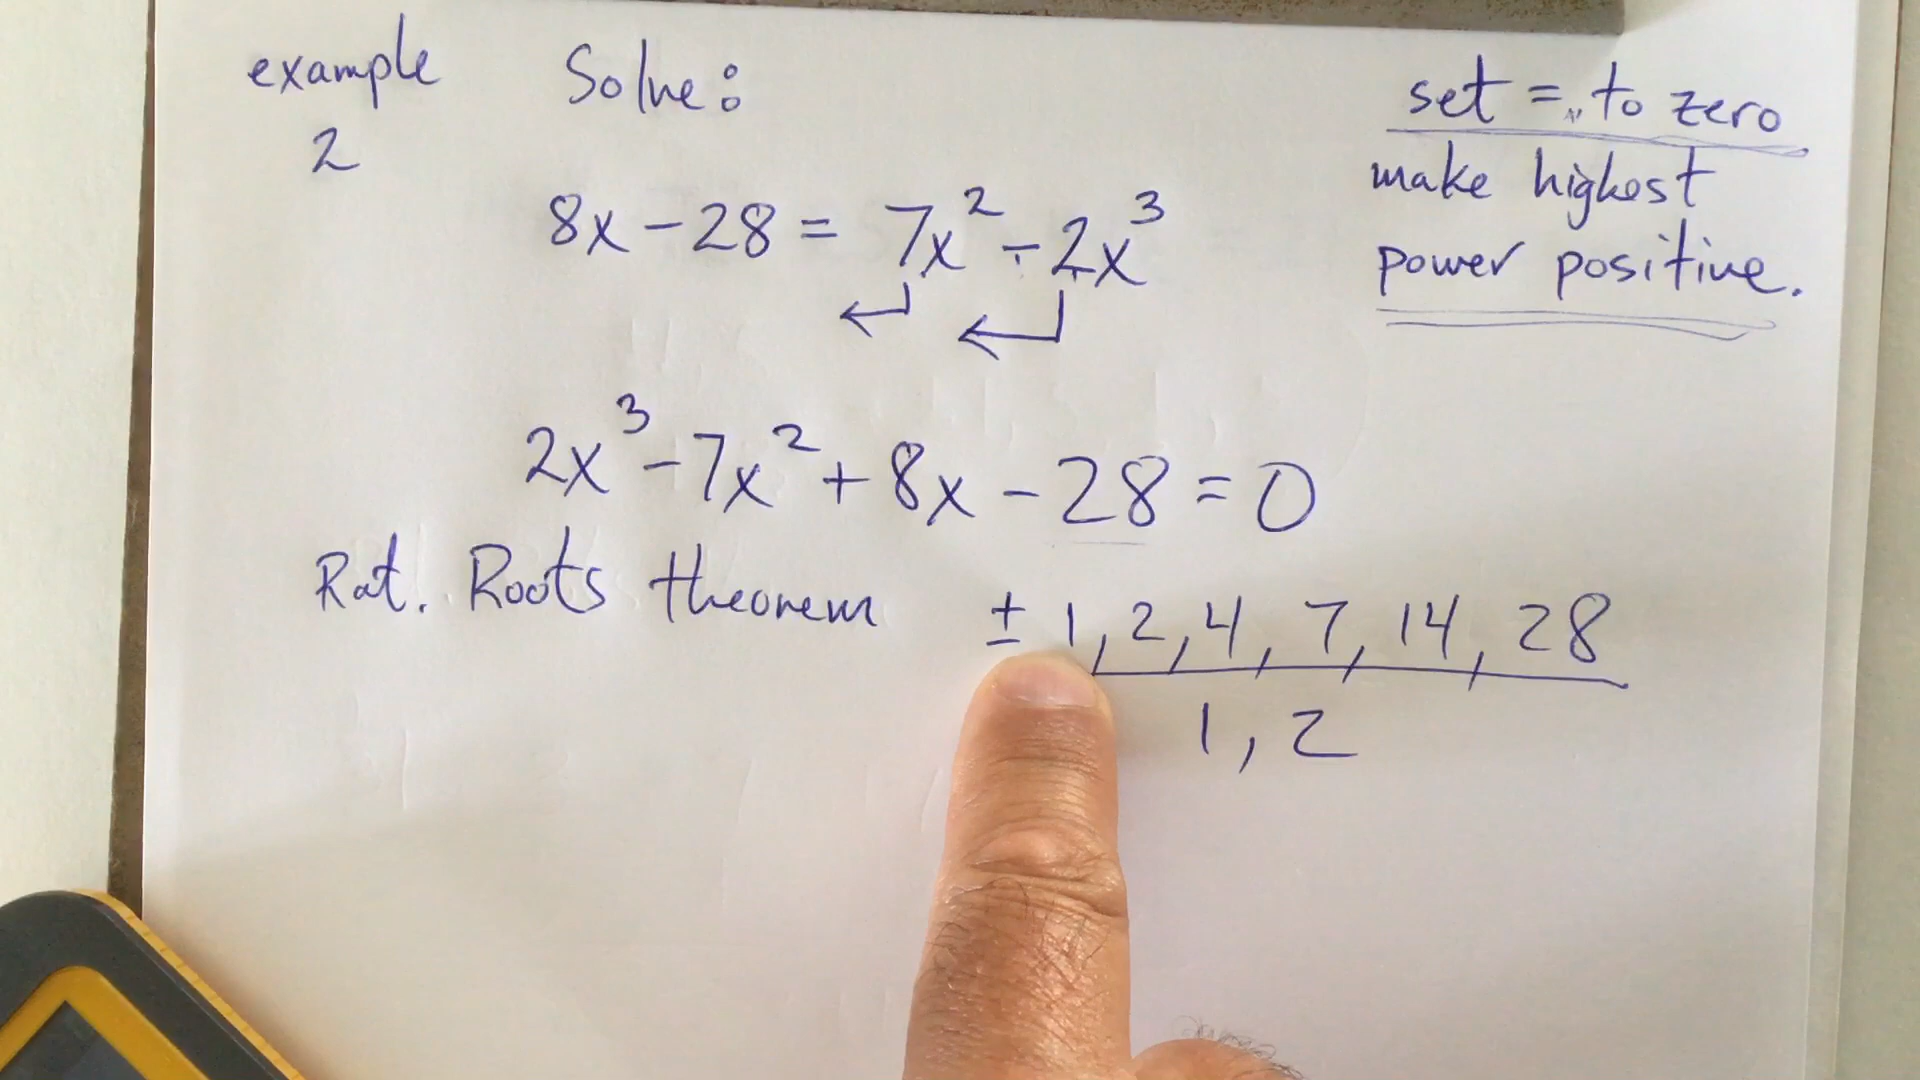 example Solve:
2
set = to zero
make highest
power positive.
8x - 28 = 7x² - 2x³
2x³ - 7x² + 8x - 28 = 0
Rat. Roots theorem ± 1, 2, 4, 7, 14, 28
1, 2